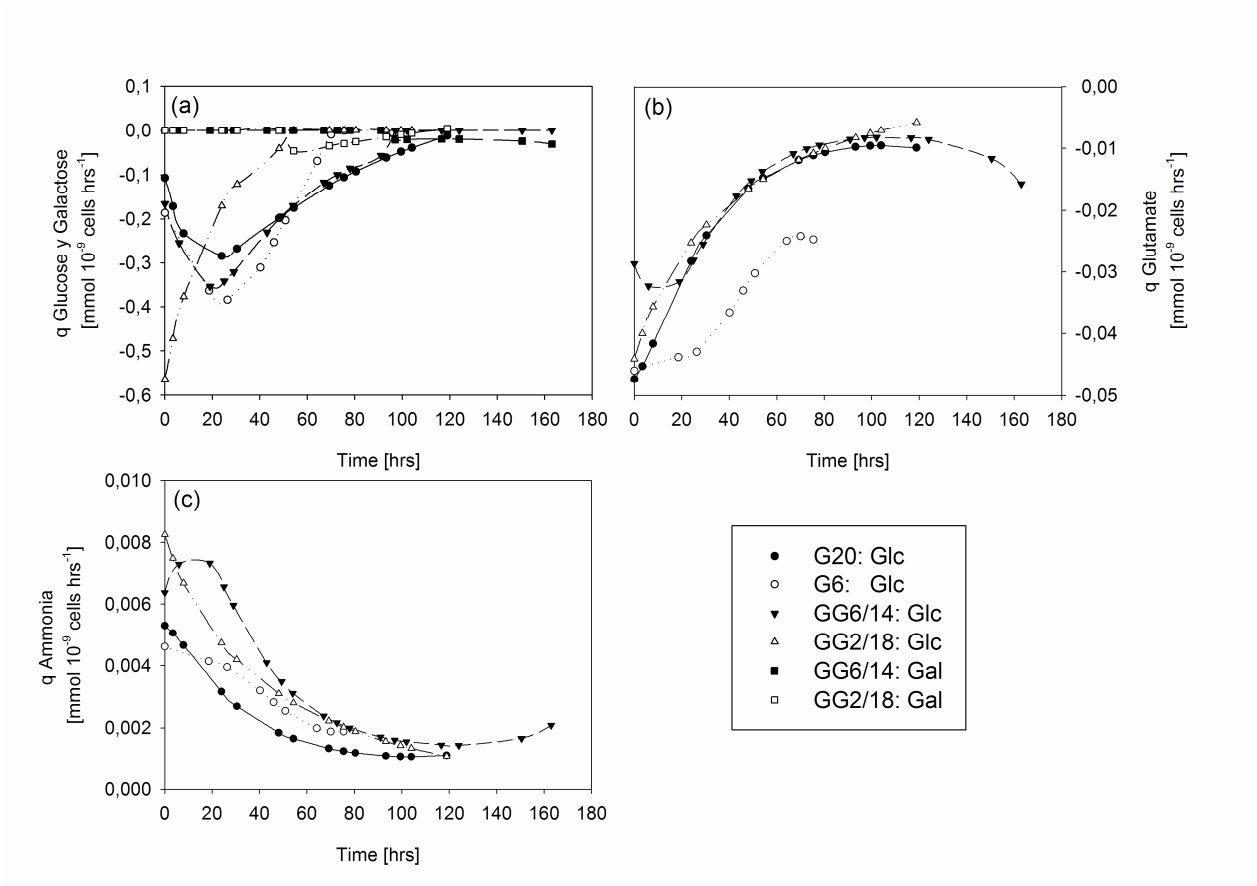 (a)
q Glucose y Galactose
[mmol 10⁻⁹ cells hrs⁻¹]
0,1
0,0
-0,1
-0,2
-0,3
-0,4
-0,5
-0,6
0 20 40 60 80 100 120 140 160 180
Time [hrs]
(b)
0,00
-0,01
-0,02
-0,03
-0,04
-0,05
q Glutamate
[mmol 10⁻⁹ cells hrs⁻¹]
0 20 40 60 80 100 120 140 160 180
Time [hrs]
(c)
q Ammonia
[mmol 10⁻⁹ cells hrs⁻¹]
0,010
0,008
0,006
0,004
0,002
0,000
0 20 40 60 80 100 120 140 160 180
Time [hrs]
G20: Glc
G6: Glc
GG6/14: Glc
GG2/18: Glc
GG6/14: Gal
GG2/18: Gal